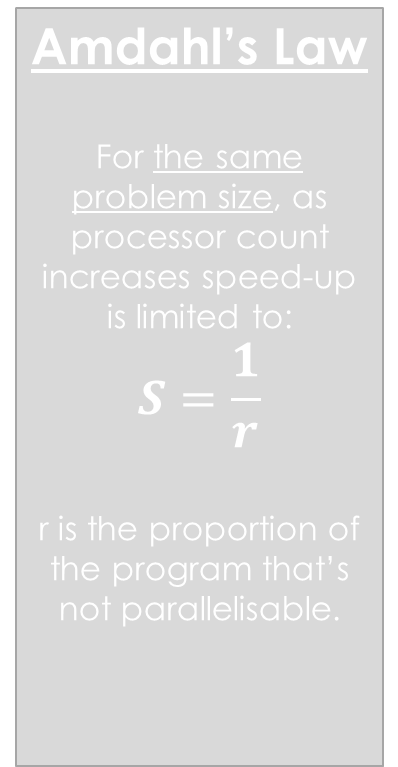 Amdahl’s Law
For the same
problem size, as
processor count
increases speed-up
is limited to:
S = 1/r
r is the proportion of
the program that’s
not parallelisable.